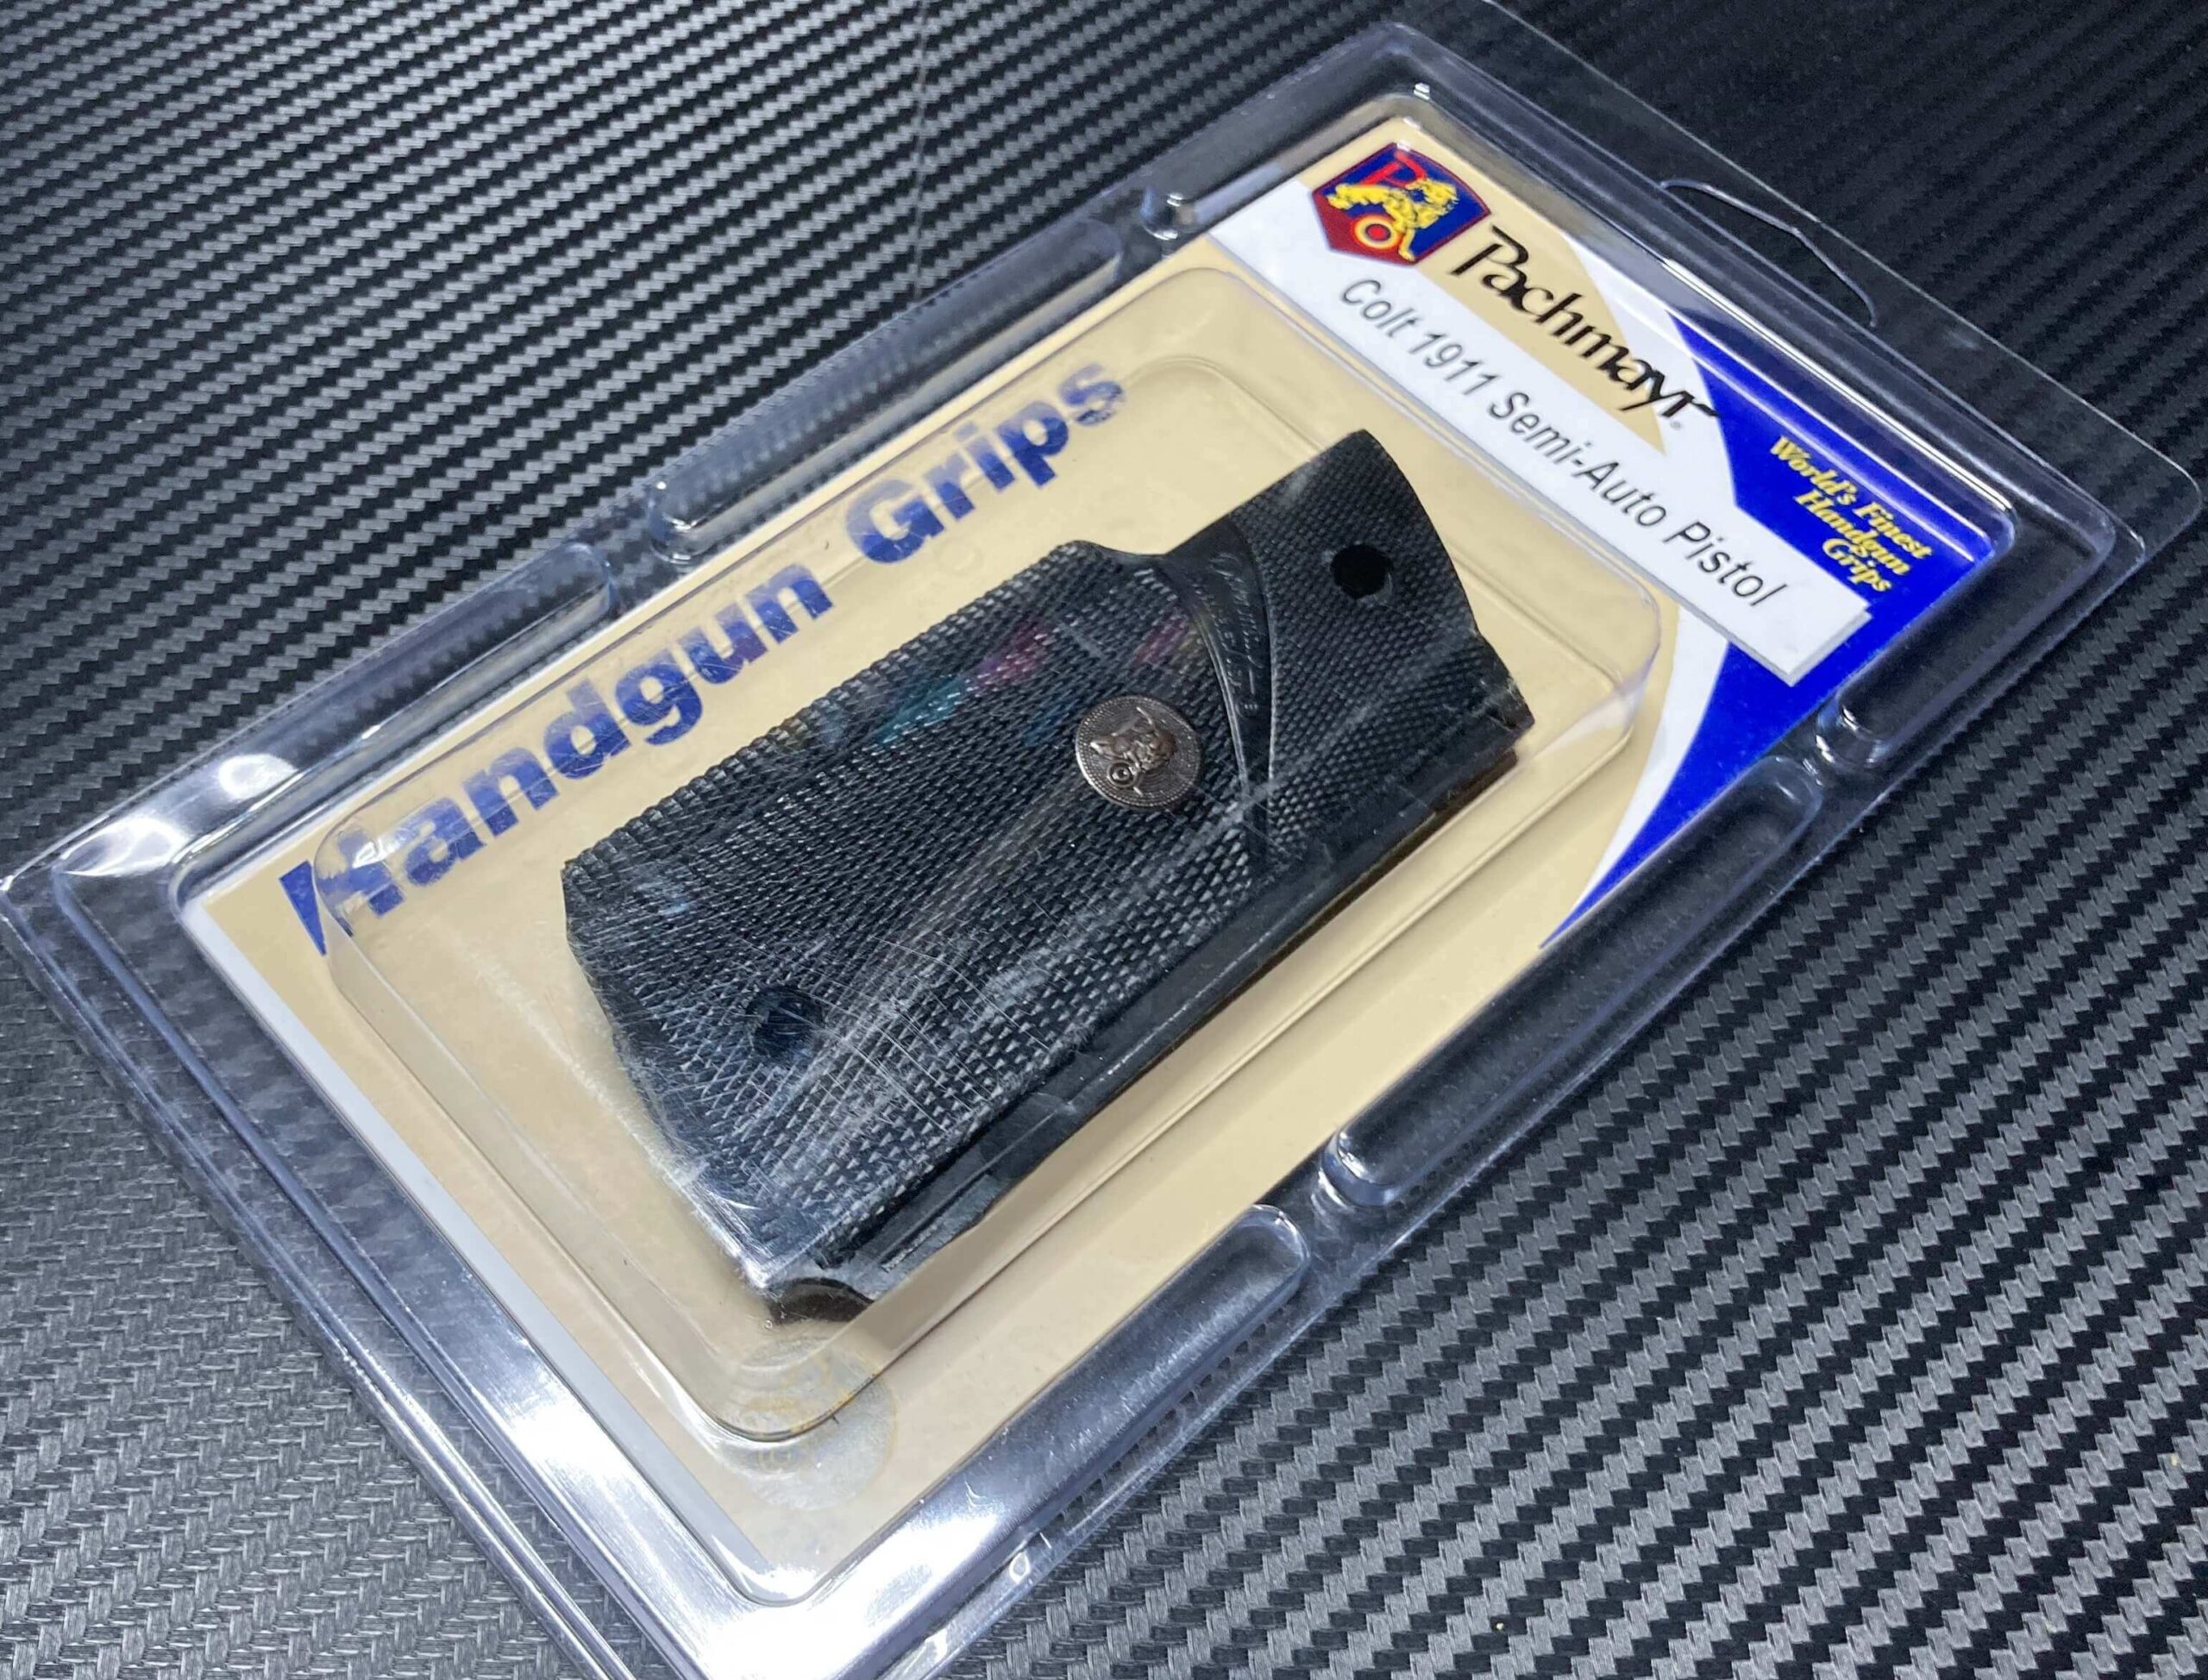 Pachmayr
Colt 1911 Semi-Auto Pistol
World's Finest
Handgun
Grips
Handgun Grips